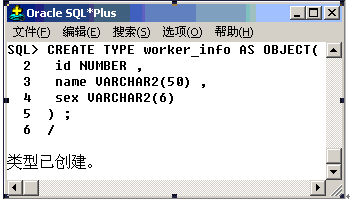 Oracle SQL*Plus
文件(F) 编辑(E) 搜索(S) 选项(O) 帮助(H)
SQL> CREATE TYPE worker_info AS OBJECT(
2 id NUMBER ,
3 name VARCHAR2(50) ,
4 sex VARCHAR2(6)
5 ) ;
6 /
类型已创建。